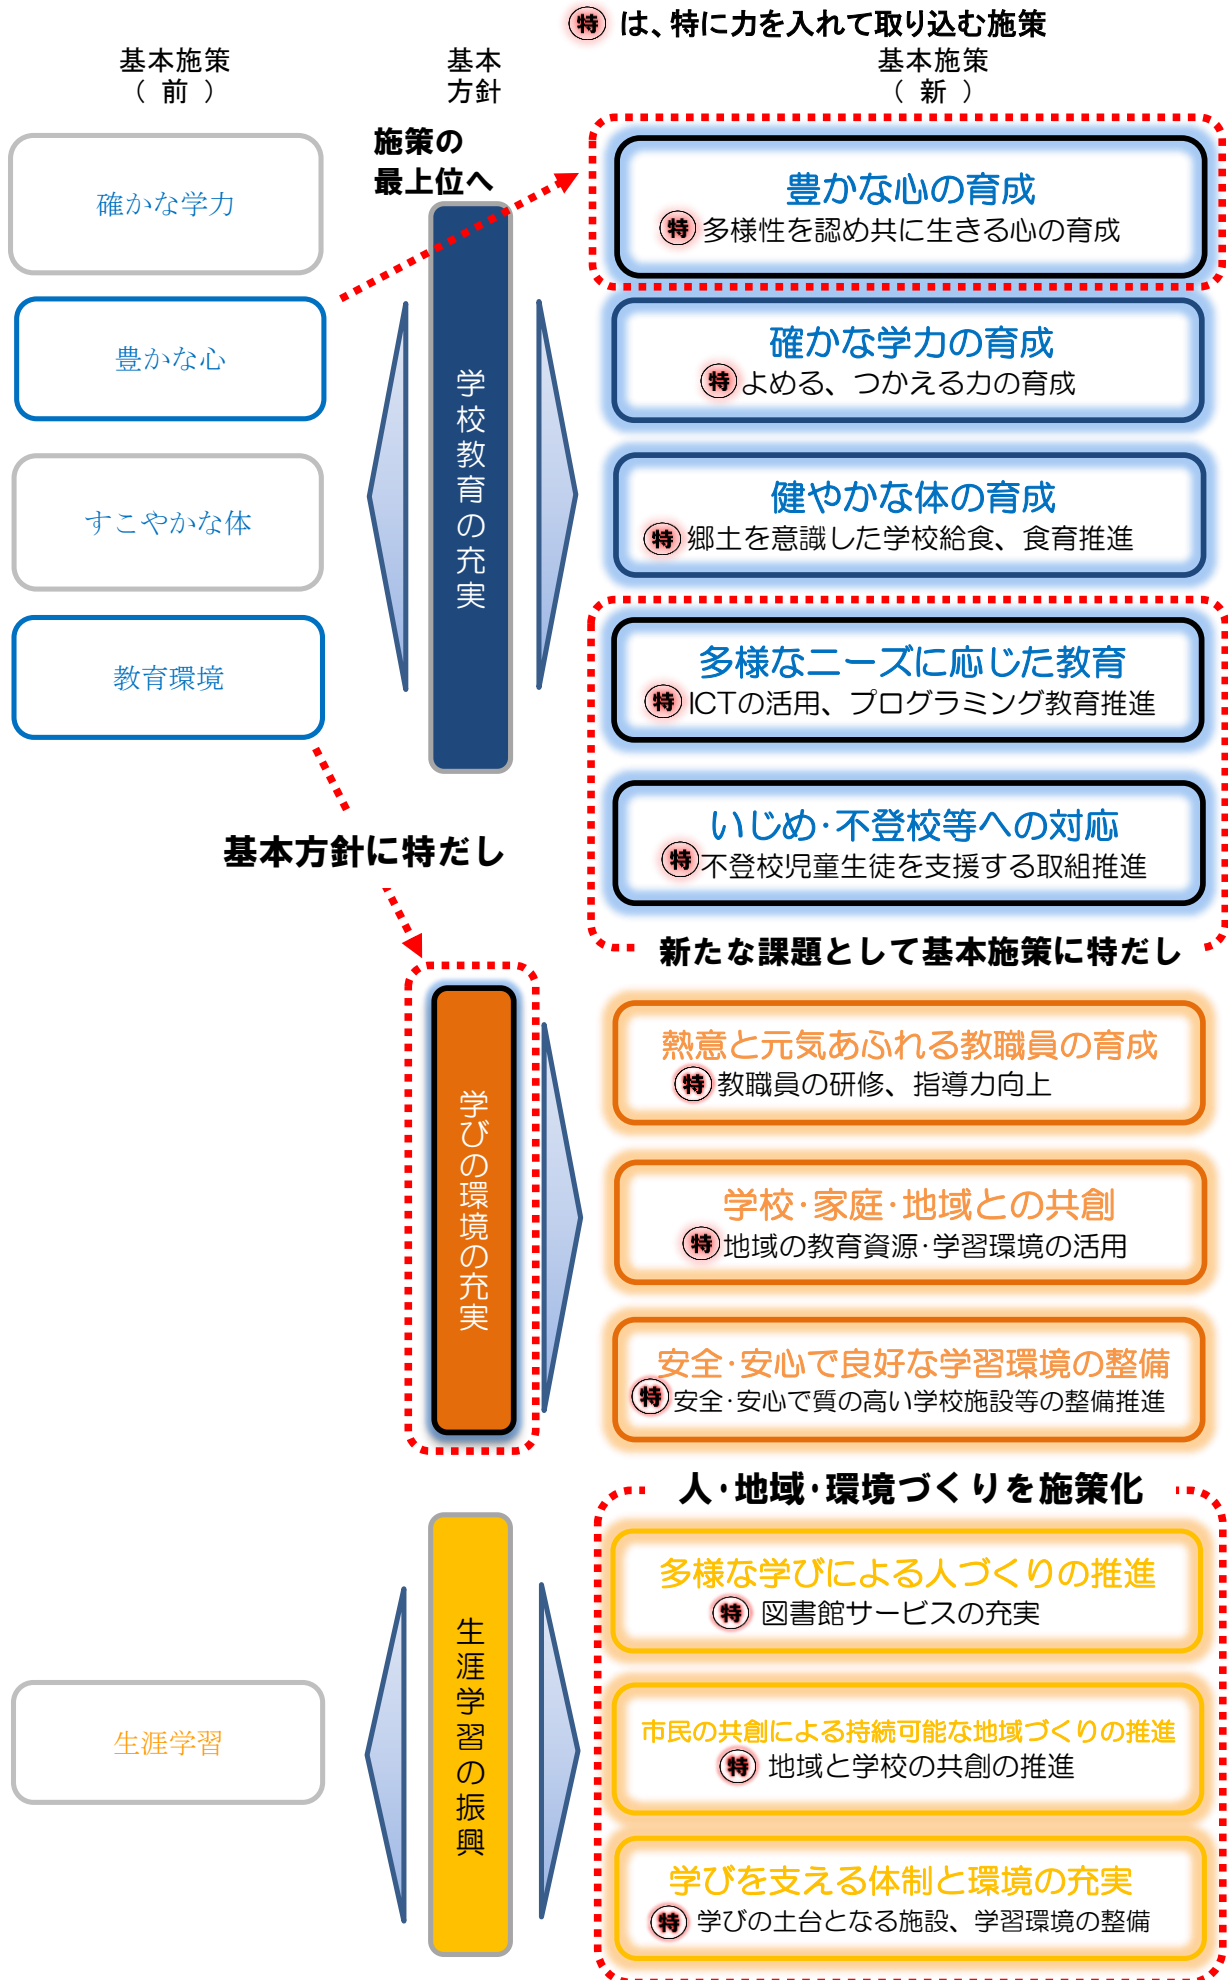 特 は、特に力を入れて取り込む施策
基本施策
（ 前 ）
基本
方針
基本施策
（ 新 ）
施策の
最上位へ
確かな学力
豊かな心
すこやかな体
教育環境
学校教育の充実
豊かな心の育成
特 多様性を認め共に生きる心の育成
確かな学力の育成
特 よめる、つかえる力の育成
健やかな体の育成
特 郷土を意識した学校給食、食育推進
多様なニーズに応じた教育
特 ICTの活用、プログラミング教育推進
いじめ・不登校等への対応
特 不登校児童生徒を支援する取組推進
新たな課題として基本施策に特だし
基本方針に特だし
学びの環境の充実
熱意と元気あふれる教職員の育成
特 教職員の研修、指導力向上
学校・家庭・地域との共創
特 地域の教育資源・学習環境の活用
安全・安心で良好な学習環境の整備
特 安全・安心で質の高い学校施設等の整備推進
人・地域・環境づくりを施策化
生涯学習
生涯学習の振興
多様な学びによる人づくりの推進
特 図書館サービスの充実
市民の共創による持続可能な地域づくりの推進
特 地域と学校の共創の推進
学びを支える体制と環境の充実
特 学びの土台となる施設、学習環境の整備